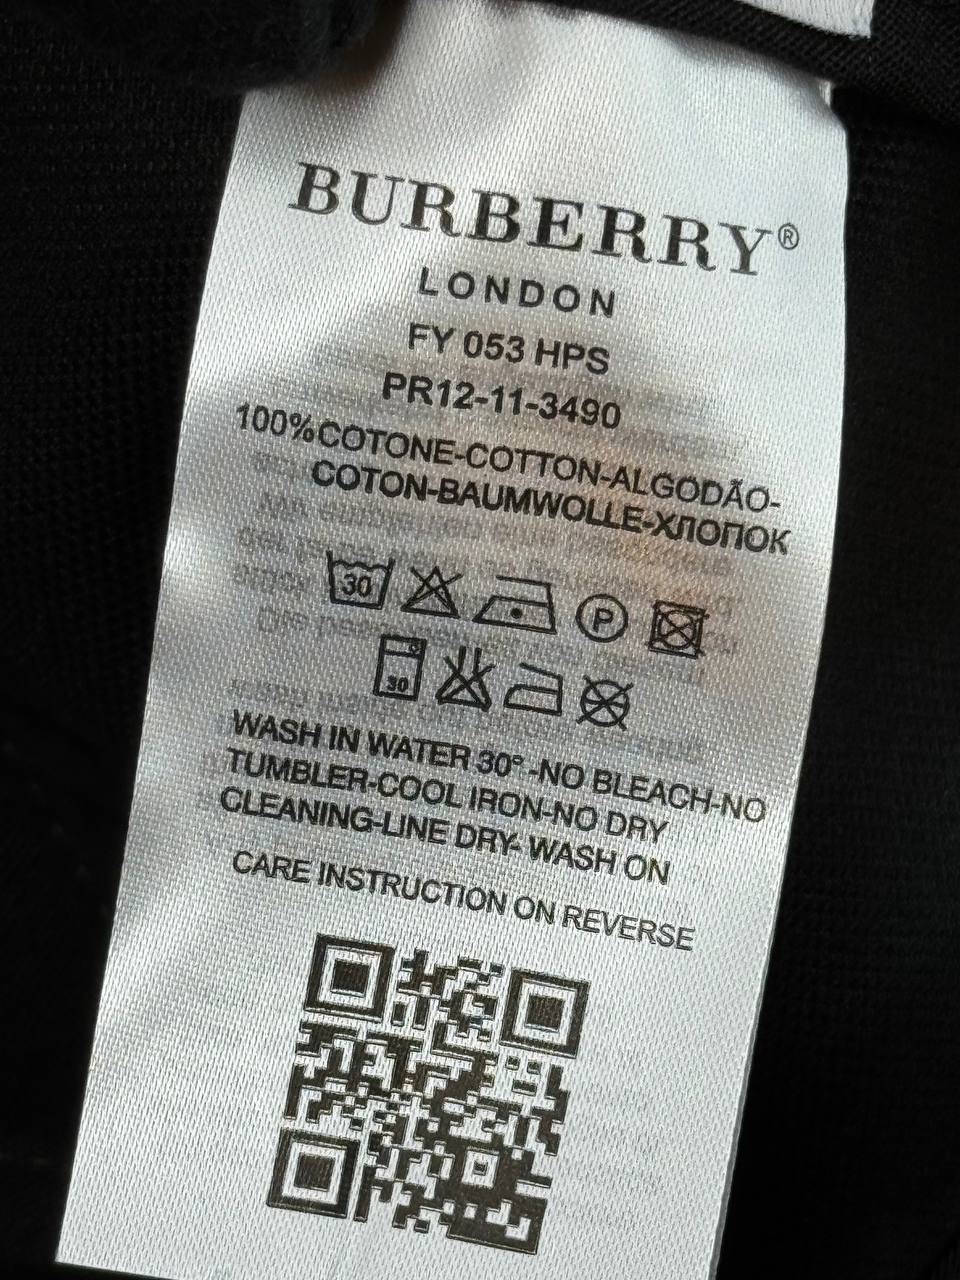 BURBERRY®
LONDON
FY 053 HPS
PR12-11-3490
100%COTONE-COTTON-ALGODÃO-
COTON-BAUMWOLLE-ХЛОПОК
30 P
30
WASH IN WATER 30° -NO BLEACH-NO
TUMBLER-COOL IRON-NO DRY
CLEANING-LINE DRY- WASH ON
CARE INSTRUCTION ON REVERSE